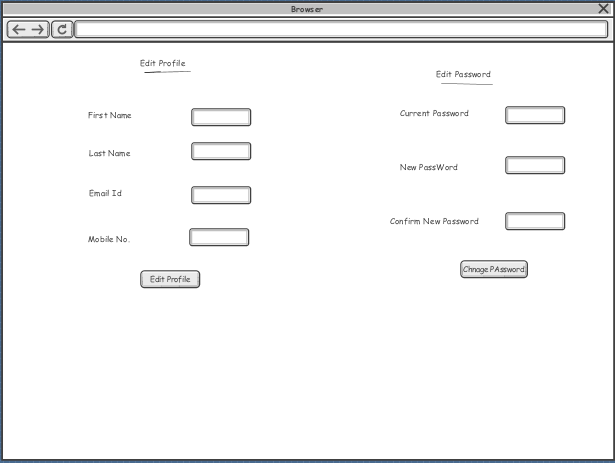 Browser
Edit Profile
First Name
Last Name
Email Id
Mobile No.
Edit Profile
Edit Password
Current Password
New PassWord
Confirm New Password
Chnage PAssword